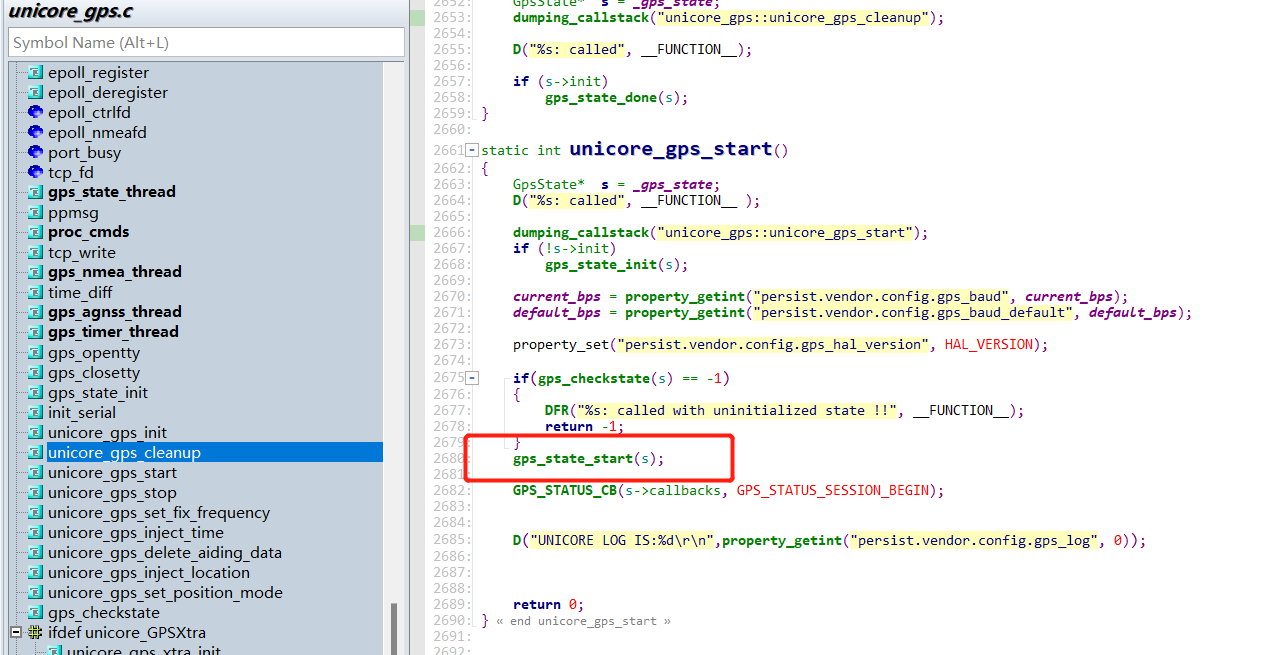 unicore_gps.c
Symbol Name (Alt+L)
epoll_register
epoll_deregister
epoll_ctrlfd
epoll_nmeafd
port_busy
tcp_fd
gps_state_thread
ppmsg
proc_cmds
tcp_write
gps_nmea_thread
time_diff
gps_agnss_thread
gps_timer_thread
gps_opentty
gps_closetty
gps_state_init
init_serial
unicore_gps_init
unicore_gps_cleanup
unicore_gps_start
unicore_gps_stop
unicore_gps_set_fix_frequency
unicore_gps_inject_time
unicore_gps_delete_aiding_data
unicore_gps_inject_location
unicore_gps_set_position_mode
gps_checkstate
ifdef unicore_GPSXtra
unicore_gps_xtra_init
2652: GpsState* s = _gps_state;
2653: dumping_callstack("unicore_gps::unicore_gps_cleanup");
2654:
2655: D("%s: called", __FUNCTION__);
2656:
2657: if (s->init)
2658: gps_state_done(s);
2659: }
2660:
2661 static int unicore_gps_start()
2662: {
2663: GpsState* s = _gps_state;
2664: D("%s: called", __FUNCTION__ );
2665:
2666: dumping_callstack("unicore_gps::unicore_gps_start");
2667: if (!s->init)
2668: gps_state_init(s);
2669:
2670: current_bps = property_getint("persist.vendor.config.gps_baud", current_bps);
2671: default_bps = property_getint("persist.vendor.config.gps_baud_default", default_bps);
2672:
2673: property_set("persist.vendor.config.gps_hal_version", HAL_VERSION);
2674:
2675 if(gps_checkstate(s) == -1)
2676: {
2677: DFR("%s: called with uninitialized state !!", __FUNCTION__);
2678: return -1;
2679: }
2680: gps_state_start(s);
2681:
2682: GPS_STATUS_CB(s->callbacks, GPS_STATUS_SESSION_BEGIN);
2683:
2684:
2685: D("UNICORE LOG IS:%d\r\n",property_getint("persist.vendor.config.gps_log", 0));
2686:
2687:
2688:
2689: return 0;
2690: } « end unicore_gps_start »
2691:
2692: